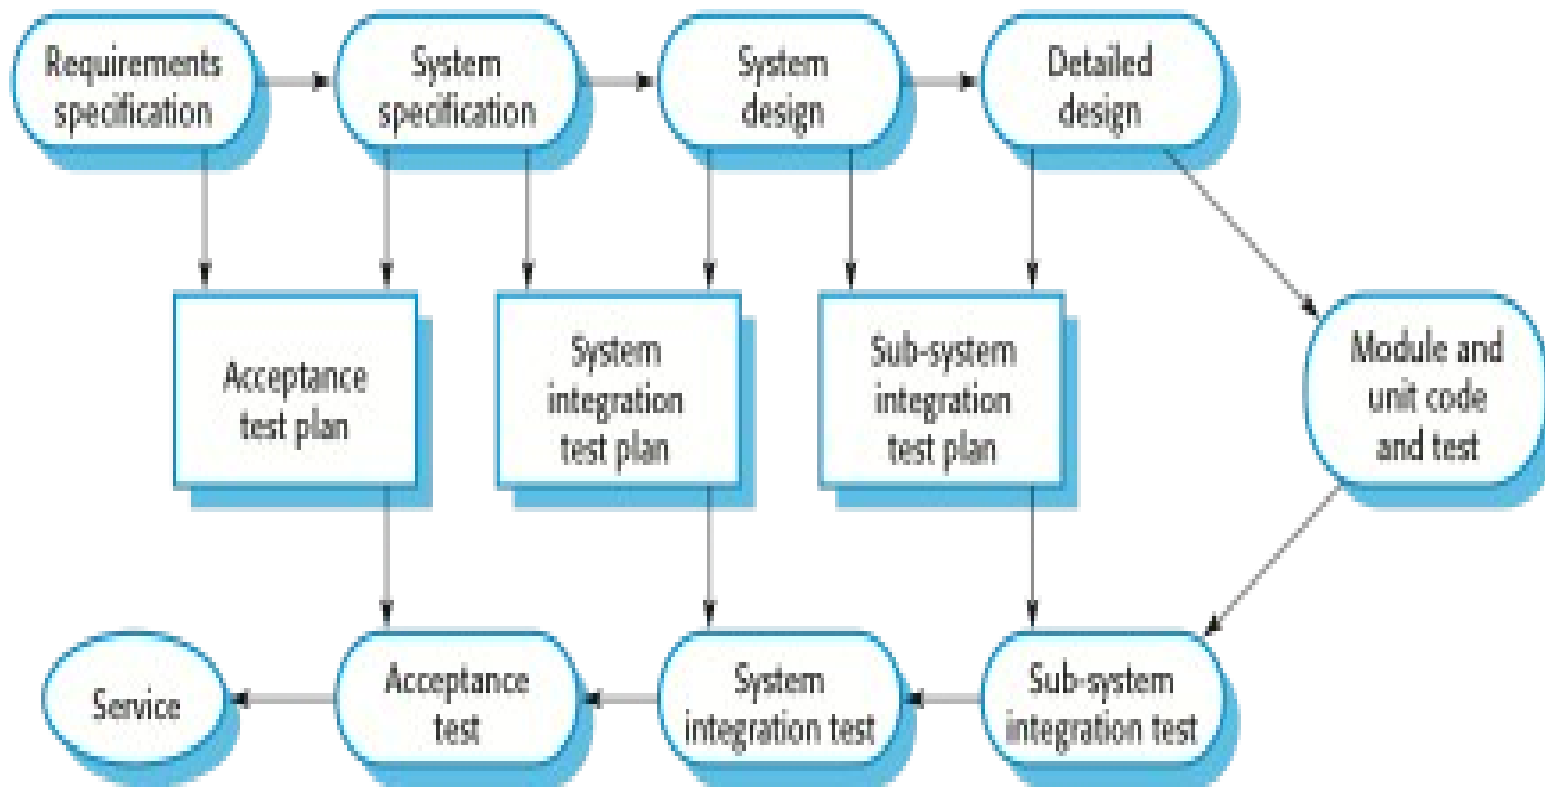 Requirements
specification
System
specification
System
design
Detailed
design
Acceptance
test plan
System
integration
test plan
Sub-system
integration
test plan
Module and
unit code
and test
Service
Acceptance
test
System
integration test
Sub-system
integration test